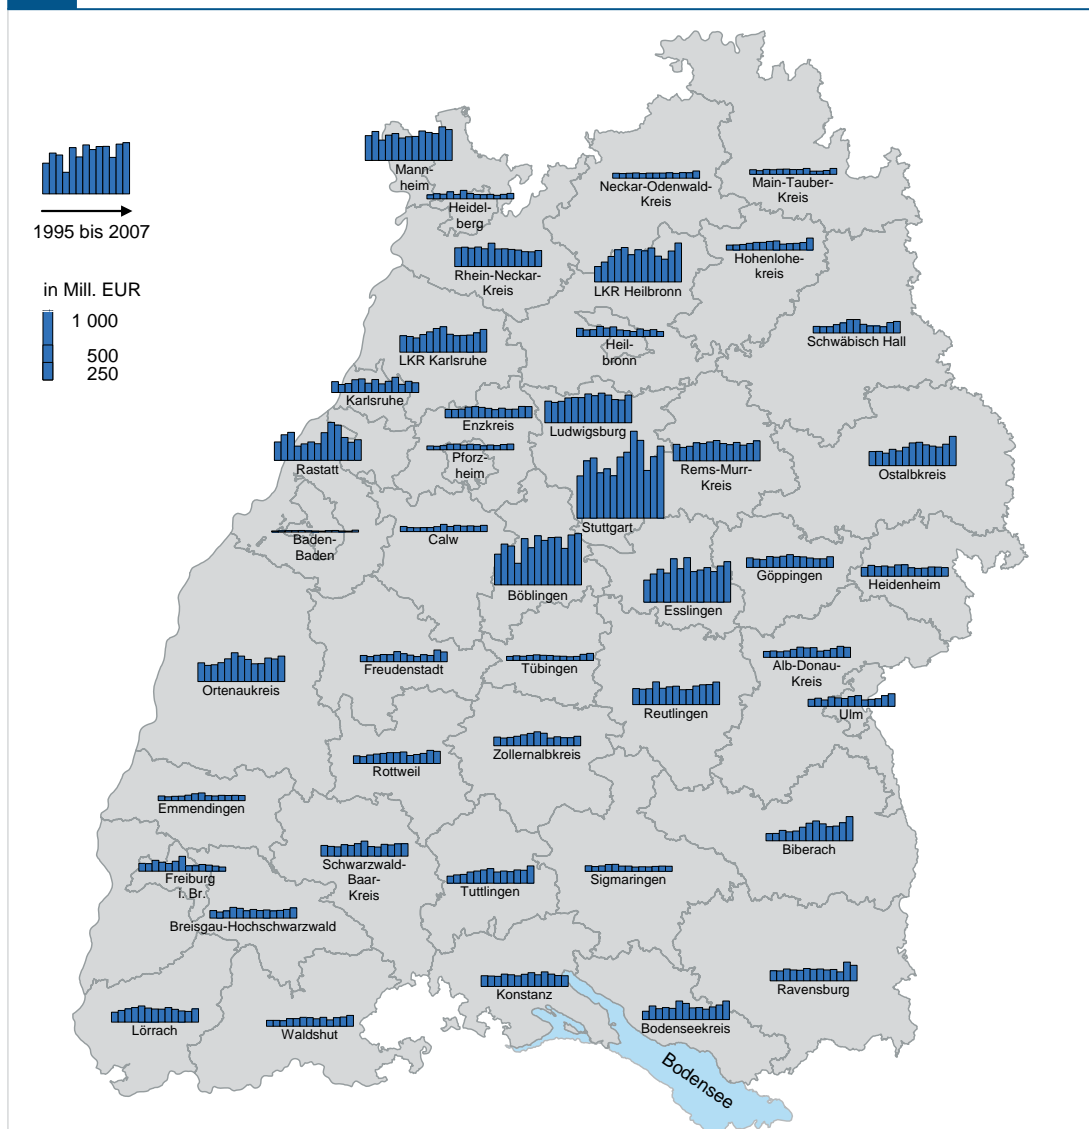 1995 bis 2007
in Mill. EUR
1 000
500
250
Mann-
heim
Heidel-
berg
Neckar-Odenwald-
Kreis
Main-Tauber-
Kreis
Rhein-Neckar-
Kreis
LKR Heilbronn
Hohenlohe-
kreis
LKR Karlsruhe
Heil-
bronn
Schwäbisch Hall
Karlsruhe
Enzkreis
Ludwigsburg
Rastatt
Pforz-
heim
Rems-Murr-
Kreis
Ostalbkreis
Stuttgart
Baden-
Baden
Calw
Böblingen
Esslingen
Göppingen
Heidenheim
Ortenaukreis
Freudenstadt
Tübingen
Reutlingen
Alb-Donau-
Kreis
Ulm
Rottweil
Zollernalbkreis
Emmendingen
Biberach
Freiburg
i. Br.
Schwarzwald-
Baar-
Kreis
Tuttlingen
Sigmaringen
Breisgau-Hochschwarzwald
Konstanz
Ravensburg
Lörrach
Waldshut
Bodenseekreis
Bodensee